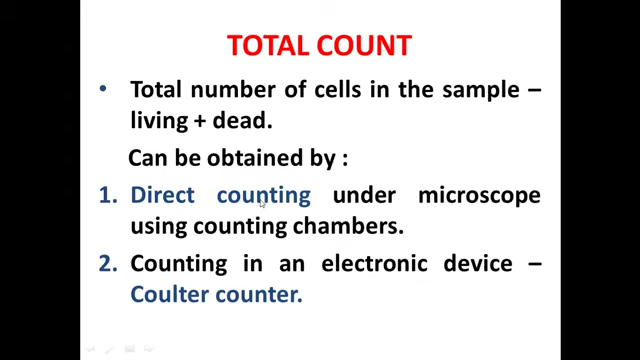 TOTAL COUNT
• Total number of cells in the sample –
living + dead.
Can be obtained by :
1. Direct counting under microscope
using counting chambers.
2. Counting in an electronic device –
Coulter counter.